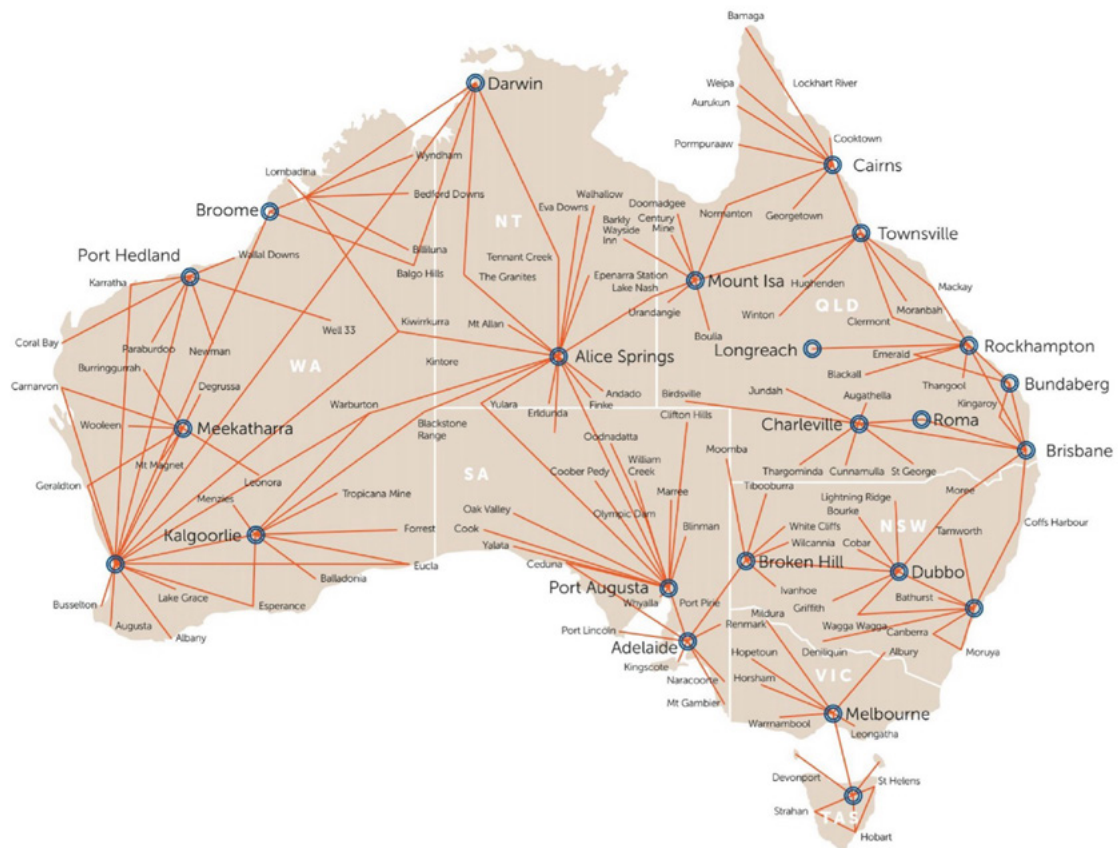 Bamaga
Weipa
Lockhart River
Aurukun
Darwin
Cooktown
Pormpuraaw
Wyndham
Cairns
Lombadina
Bedford Downs
Walhallow
Doomadgee
Eva Downs
Normanton
Georgetown
Broome
NT
Century
Mine
Barkly
Wayside
Inn
Townsville
Billiluna
Port Hedland
Wallal Downs
Tennant Creek
Balgo Hills
The Granites
Epenarra Station
Mount Isa
Hughenden
Mackay
Karratha
Lake Nash
QLD
Moranbah
Urandangie
Winton
Clermont
Kiwirrkurra
Mt Allan
Well 33
Boulia
Coral Bay
Paraburdoo
Newman
Kintore
Alice Springs
Longreach
Emerald
Rockhampton
WA
Burringgurrah
Blackall
Carnarvon
Degrussa
Thangool
Bundaberg
Andado
Birdsville
Jundah
Augathella
Kingaroy
Warburton
Yulara
Erldunda
Finke
Clifton Hills
Wooleen
Meekatharra
Blackstone
Range
Charleville
Roma
Oodnadatta
Brisbane
Moomba
Mt Magnet
William
Creek
Coober Pedy
Thargominda
Cunnamulla
St George
Geraldton
Leonora
SA
Menzies
Tropicana Mine
Marree
Tibooburra
Lightning Ridge
Moree
Oak Valley
Olympic Dam
Bourke
Coffs Harbour
Kalgoorlie
Forrest
Cook
Blinman
White Cliffs
NSW
Tamworth
Yalata
Wilcannia
Cobar
Ceduna
Broken Hill
Eucla
Balladonia
Port Augusta
Dubbo
Lake Grace
Ivanhoe
Bathurst
Busselton
Esperance
Whyalla
Port Pirie
Griffith
Mildura
Augusta
Renmark
Wagga Wagga
Albany
Port Lincoln
Canberra
Adelaide
Deniliquin
Albury
Moruya
Hopetoun
Kingscote
VIC
Naracoorte
Horsham
Mt Gambier
Melbourne
Warrnambool
Leongatha
Devonport
St Helens
Strahan
TAS
Hobart